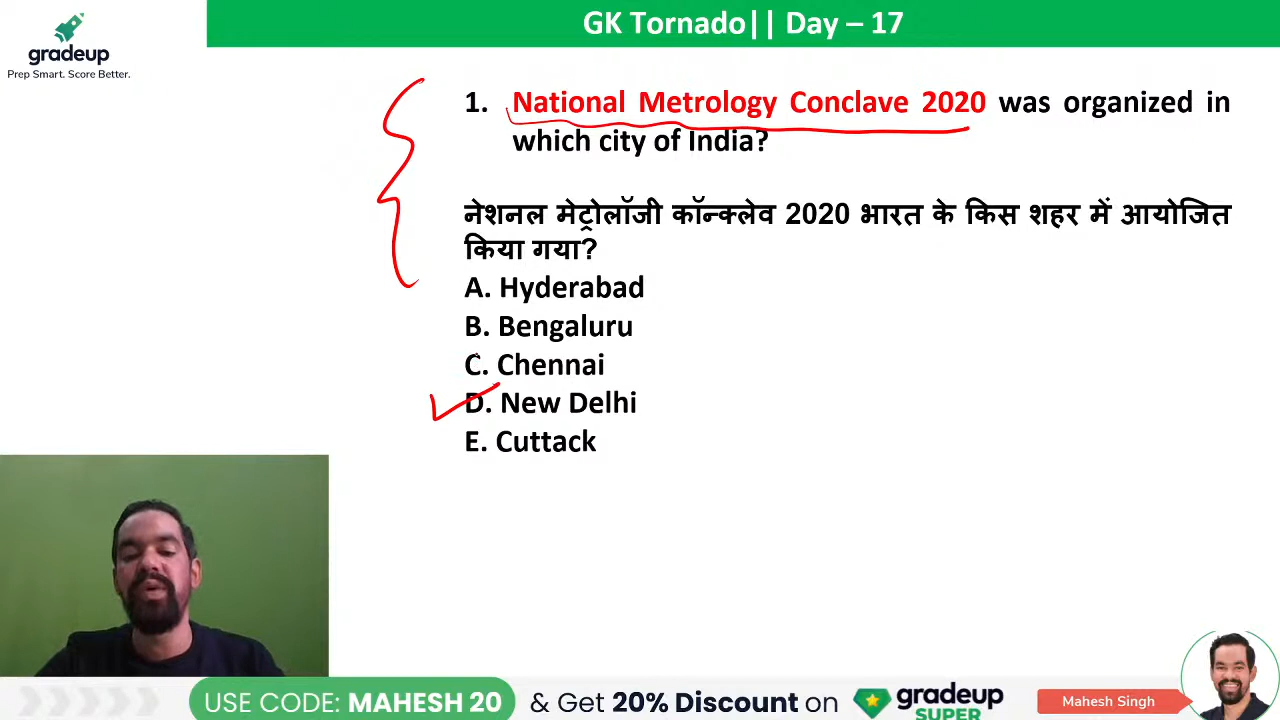 gradeup
Prep Smart. Score Better.
GK Tornado|| Day – 17
1. National Metrology Conclave 2020 was organized in
which city of India?
नेशनल मेट्रोलॉजी कॉन्क्लेव 2020 भारत के किस शहर में आयोजित
किया गया?
A. Hyderabad
B. Bengaluru
C. Chennai
D. New Delhi
E. Cuttack
USE CODE: MAHESH 20 & Get 20% Discount on gradeup
SUPER
Mahesh Singh